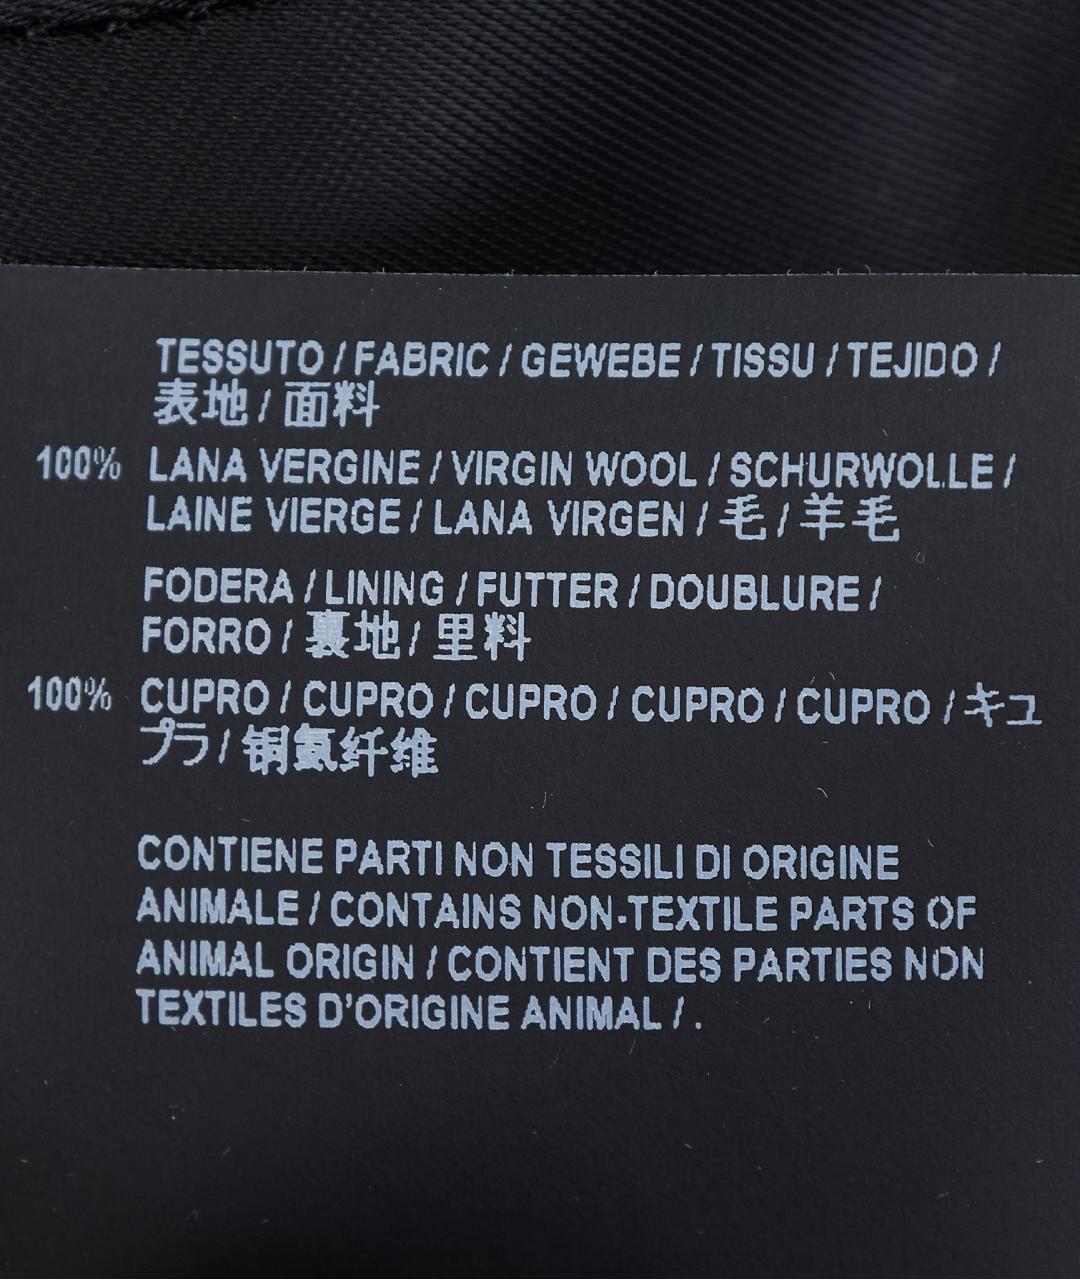 TESSUTO / FABRIC / GEWEBE / TISSU / TEJIDO /
表地 / 面料
100% LANA VERGINE / VIRGIN WOOL / SCHURWOLLE /
LAINE VIERGE / LANA VIRGEN / 毛 / 羊毛
FODERA / LINING / FUTTER / DOUBLURE /
FORRO / 裏地 / 里料
100% CUPRO / CUPRO / CUPRO / CUPRO / CUPRO / キュ
プラ / 铜氨纤维
CONTIENE PARTI NON TESSILI DI ORIGINE
ANIMALE / CONTAINS NON-TEXTILE PARTS OF
ANIMAL ORIGIN / CONTIENT DES PARTIES NON
TEXTILES D'ORIGINE ANIMAL / .